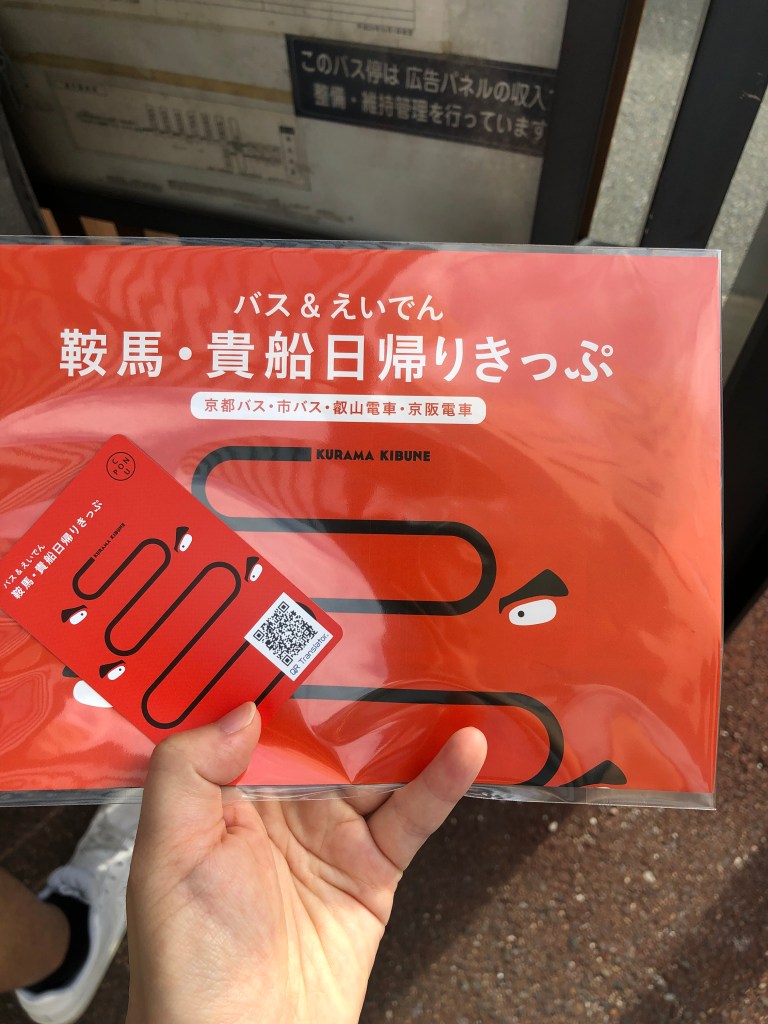 このバス停は 広告パネルの収入
整備・維持管理を行っています
バス & えいでん
鞍馬・貴船日帰りきっぷ
京都バス・市バス・叡山電車・京阪電車
KURAMA KIBUNE
バス & えいでん
鞍馬・貴船日帰りきっぷ
KURAMA KIBUNE
QR Translator.